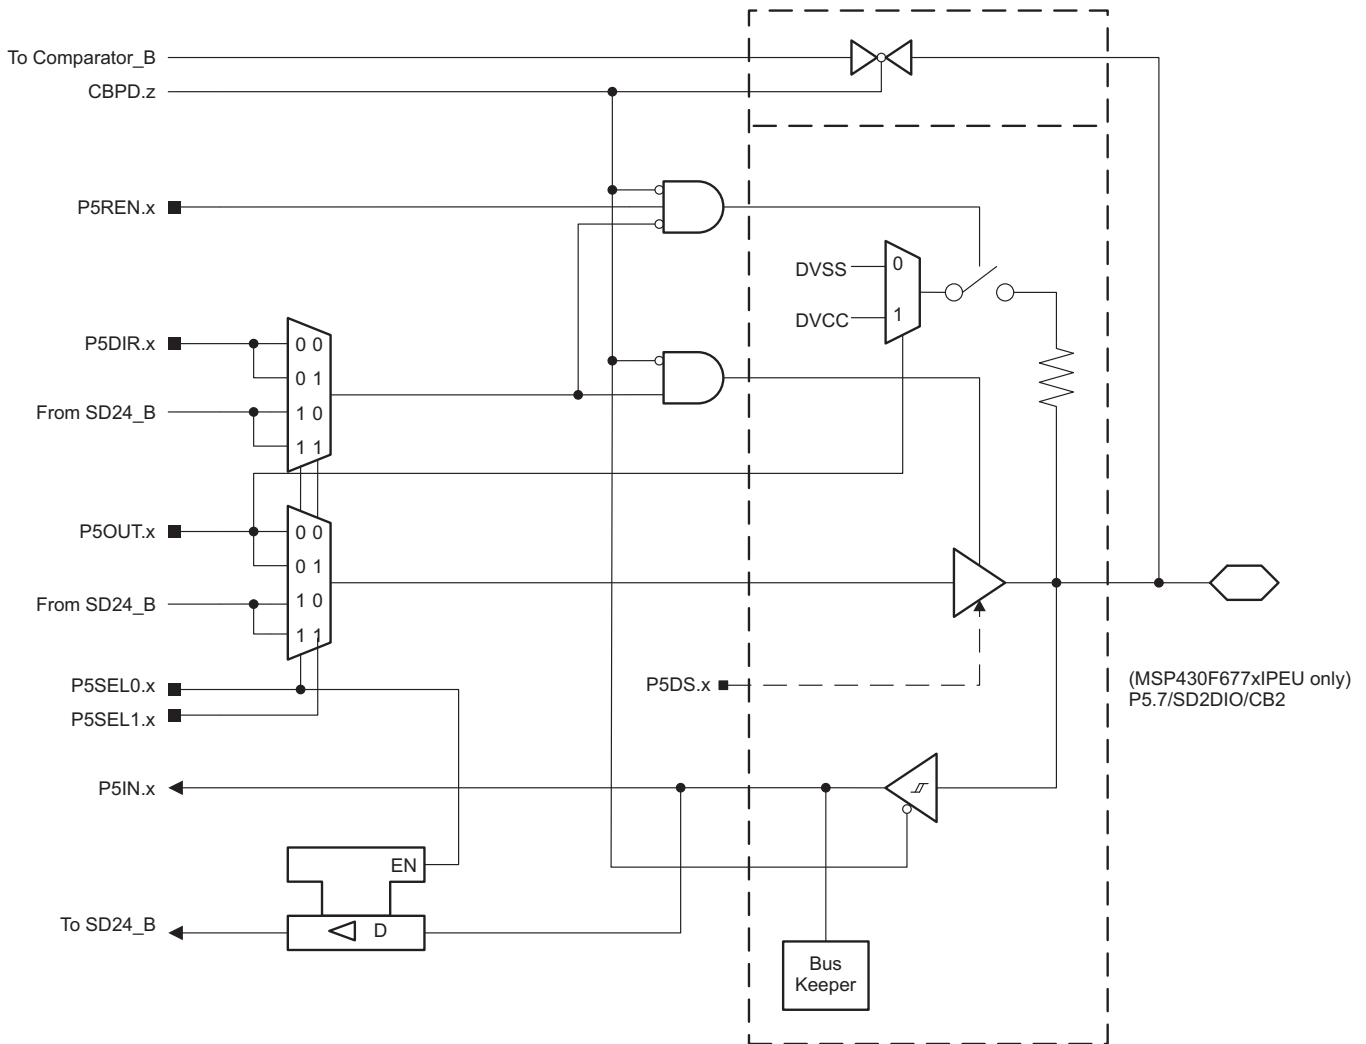 To Comparator_B
CBPD.z
P5REN.x
DVSS
0
DVCC
1
P5DIR.x
0 0
0 1
From SD24_B
1 0
1 1
P5OUT.x
0 0
0 1
From SD24_B
1 0
1 1
P5SEL0.x
P5SEL1.x
P5DS.x
(MSP430F677xIPEU only)
P5.7/SD2DIO/CB2
P5IN.x
EN
To SD24_B
D
Bus
Keeper